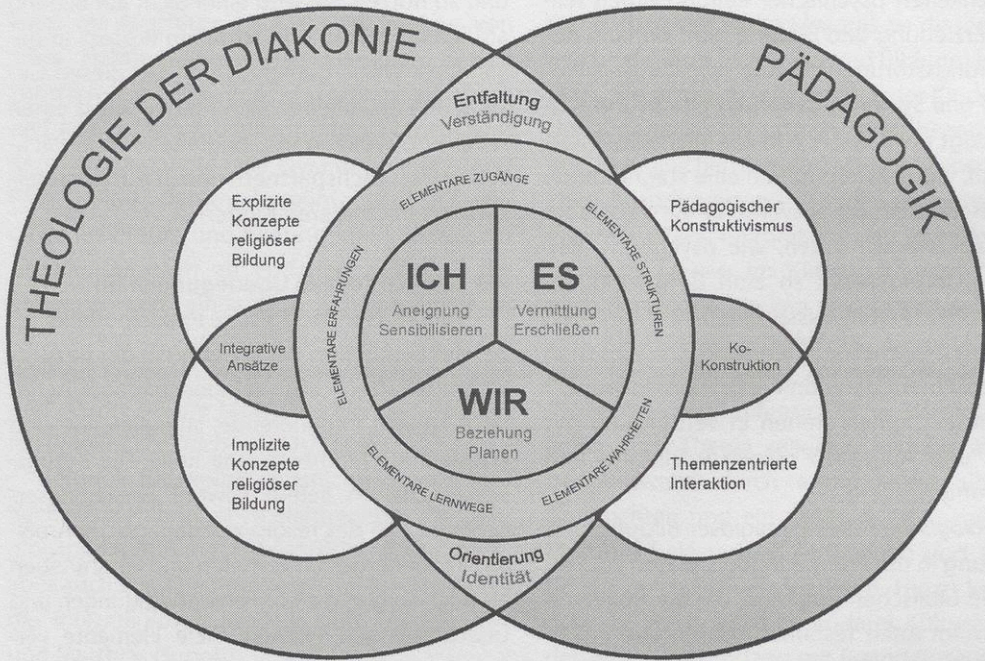 THEOLOGIE DER DIAKONIE
PÄDAGOGIK
Entfaltung
Verständigung
Explizite
Konzepte
religiöser
Bildung
ELEMENTARE ZUGÄNGE
ELEMENTARE STRUKTUREN
Pädagogischer
Konstruktivismus
ELEMENTARE ERFAHRUNGEN
ICH
Aneignung
Sensibilisieren
ES
Vermittlung
Erschließen
Integrative
Ansätze
Ko-
Konstruktion
WIR
Beziehung
Planen
Implizite
Konzepte
religiöser
Bildung
ELEMENTARE LERNWEGE
ELEMENTARE WAHRHEITEN
Themenzentrierte
Interaktion
Orientierung
Identität